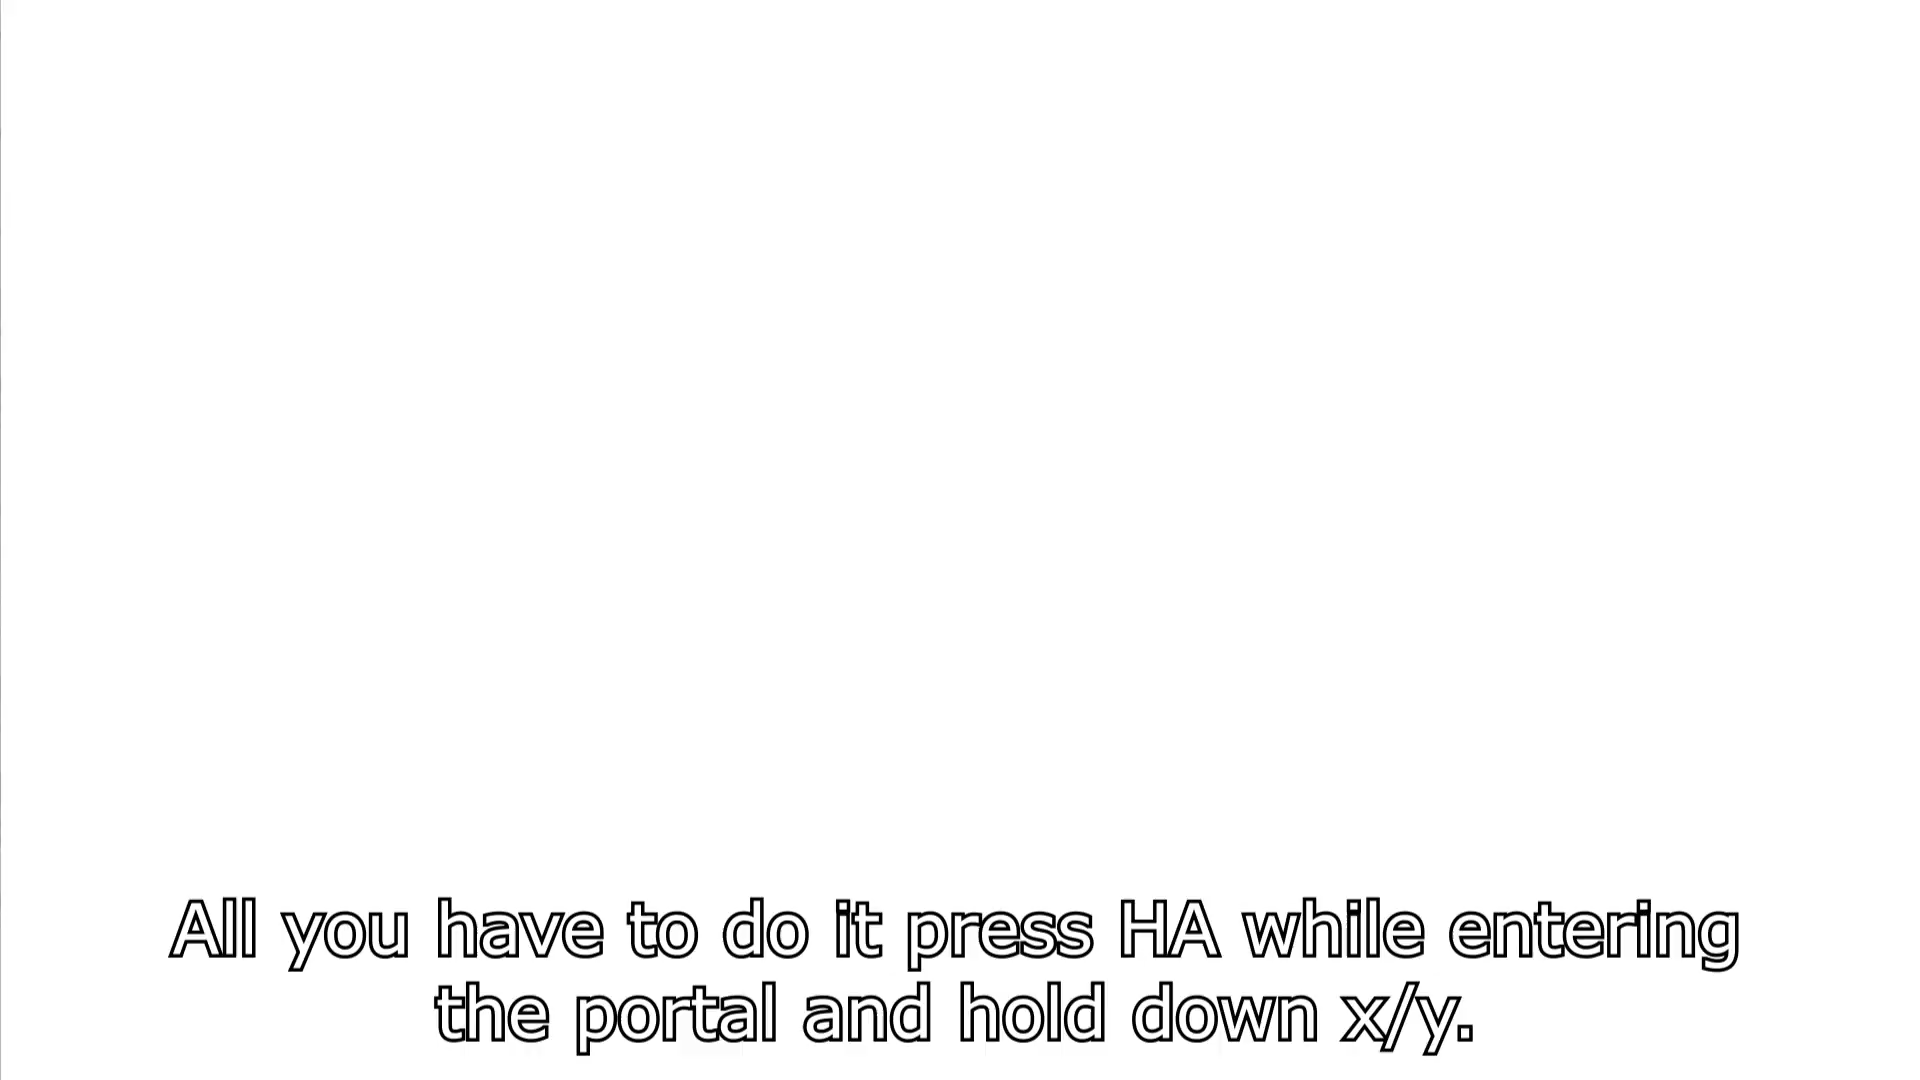 All you have to do it press HA while entering
the portal and hold down x/y.